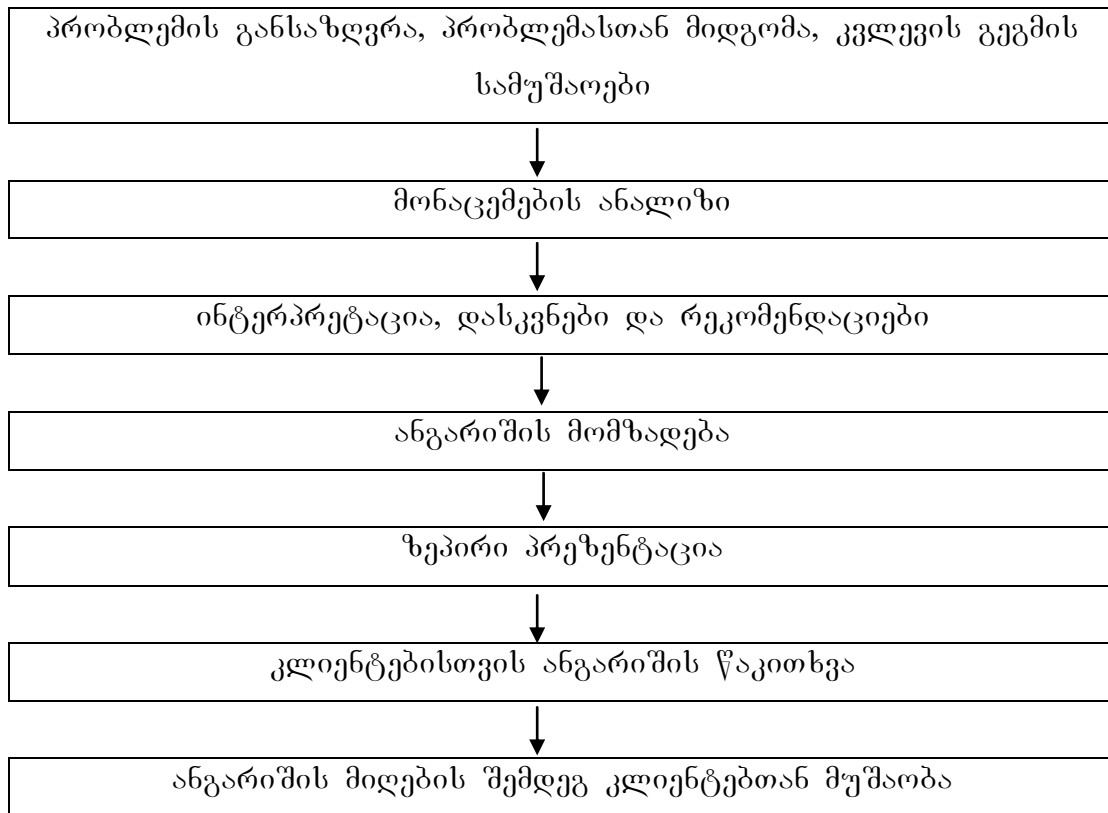 პრობლემის განსაზღვრა, პრობლემასთან მიდგომა, კვლევის გეგმის
სამუშაოები
მონაცემების ანალიზი
ინტერპრეტაცია, დასკვნები და რეკომენდაციები
ანგარიშის მომზადება
ზეპირი პრეზენტაცია
კლიენტებისთვის ანგარიშის წაკითხვა
ანგარიშის მიღების შემდეგ კლიენტებთან მუშაობა